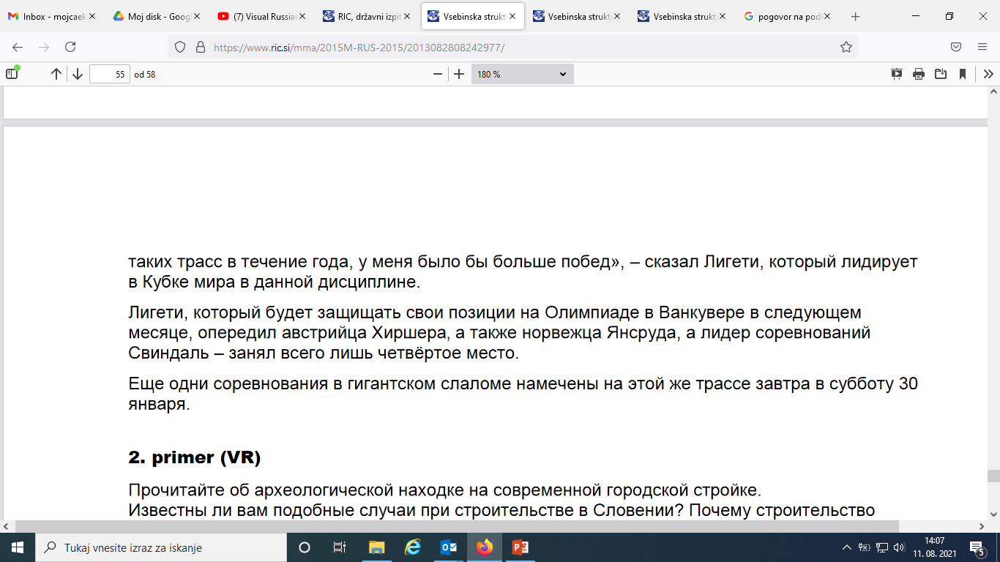 Inbox - mojcaek
Moj disk - Goog
(7) Visual Russian
RIC, državni izpit
Vsebinska strukt
Vsebinska strukt
Vsebinska strukt
pogovor na pod
https://www.ric.si/mma/2015M-RUS-2015/2013082808242977/
55 od 58
180 %
таких трасс в течение года, у меня было бы больше побед», – сказал Лигети, который лидирует
в Кубке мира в данной дисциплине.
Лигети, который будет защищать свои позиции на Олимпиаде в Ванкувере в следующем
месяце, опередил австрийца Хиршера, а также норвежца Янсруда, а лидер соревнований
Свиндаль – занял всего лишь четвёртое место.
Еще одни соревнования в гигантском слаломе намечены на этой же трассе завтра в субботу 30
января.
2. primer (VR)
Прочитайте об археологической находке на современной городской стройке.
Известны ли вам подобные случаи при строительстве в Словении? Почему строительство
Tukaj vnesite izraz za iskanje
14:07
11. 08. 2021
5